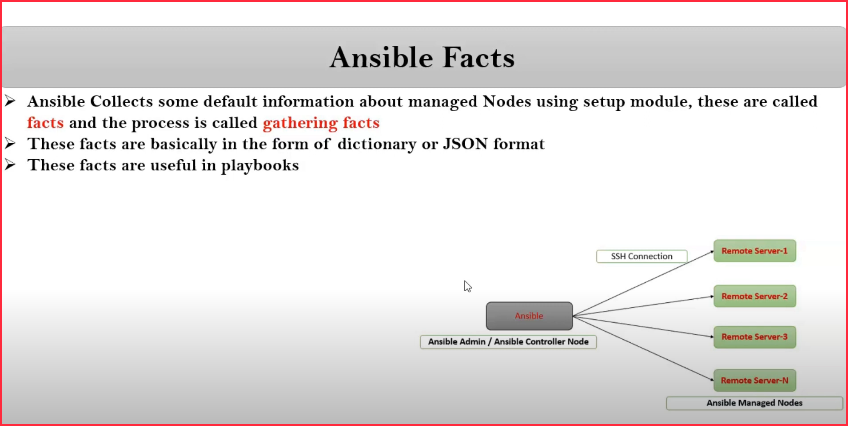 Ansible Facts
➢ Ansible Collects some default information about managed Nodes using setup module, these are called
facts and the process is called gathering facts
➢ These facts are basically in the form of dictionary or JSON format
➢ These facts are useful in playbooks
Remote Server-1
SSH Connection
Remote Server-2
Ansible
Remote Server-3
Ansible Admin / Ansible Controller Node
Remote Server-N
Ansible Managed Nodes